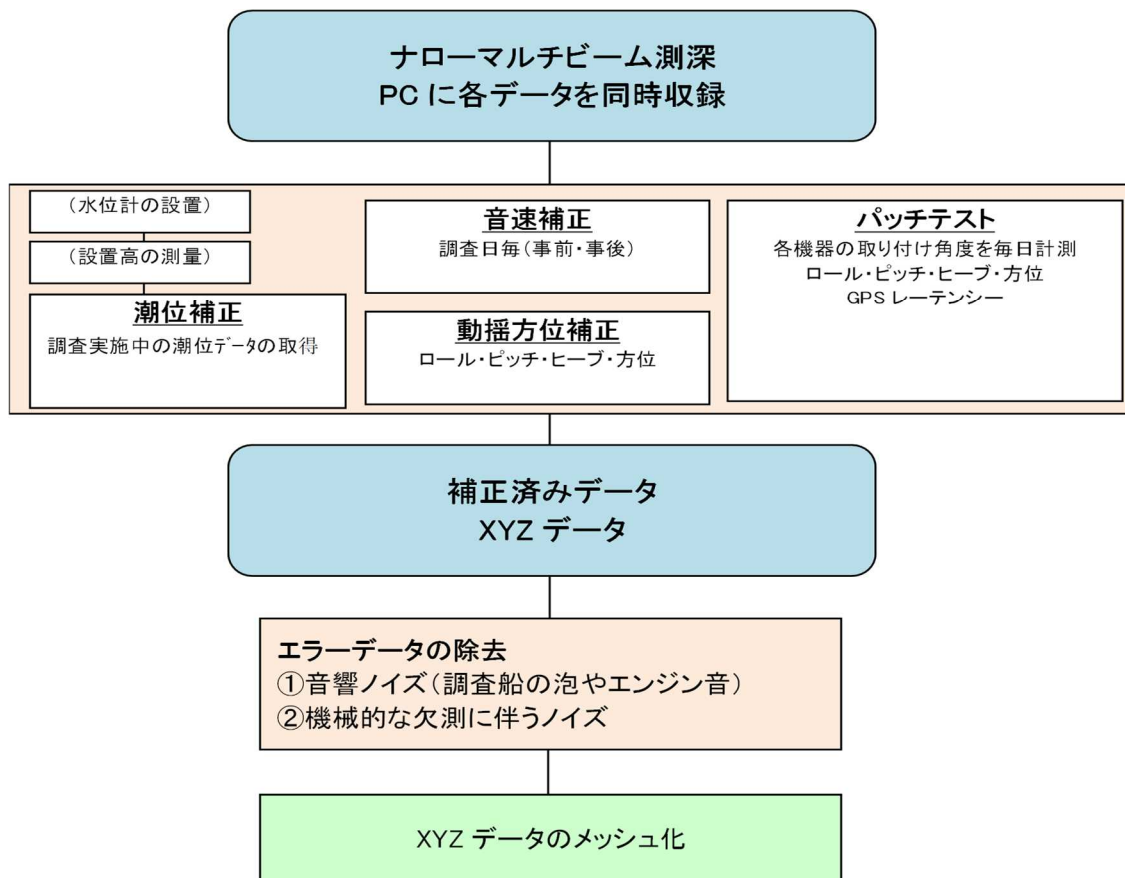 ナローマルチビーム測深
PC に各データを同時収録
(水位計の設置)
(設置高の測量)
潮位補正
調査実施中の潮位ﾃﾞｰﾀの取得
音速補正
調査日毎(事前・事後)
動揺方位補正
ロール・ピッチ・ヒーブ・方位
パッチテスト
各機器の取り付け角度を毎日計測
ロール・ピッチ・ヒーブ・方位
GPS レーテンシー
補正済みデータ
XYZ データ
エラーデータの除去
①音響ノイズ(調査船の泡やエンジン音)
②機械的な欠測に伴うノイズ
XYZ データのメッシュ化